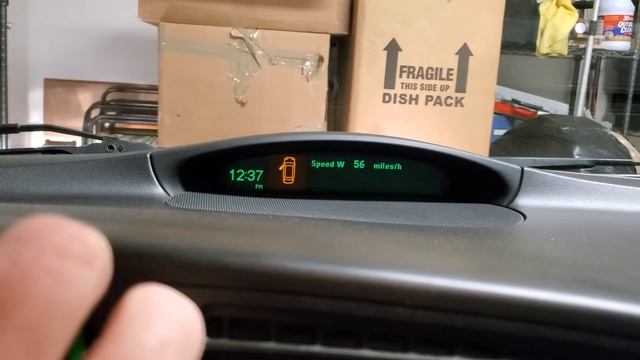 FRAGILE
THIS SIDE UP
DISH PACK
12:37
PM
Speed W 56 miles/h